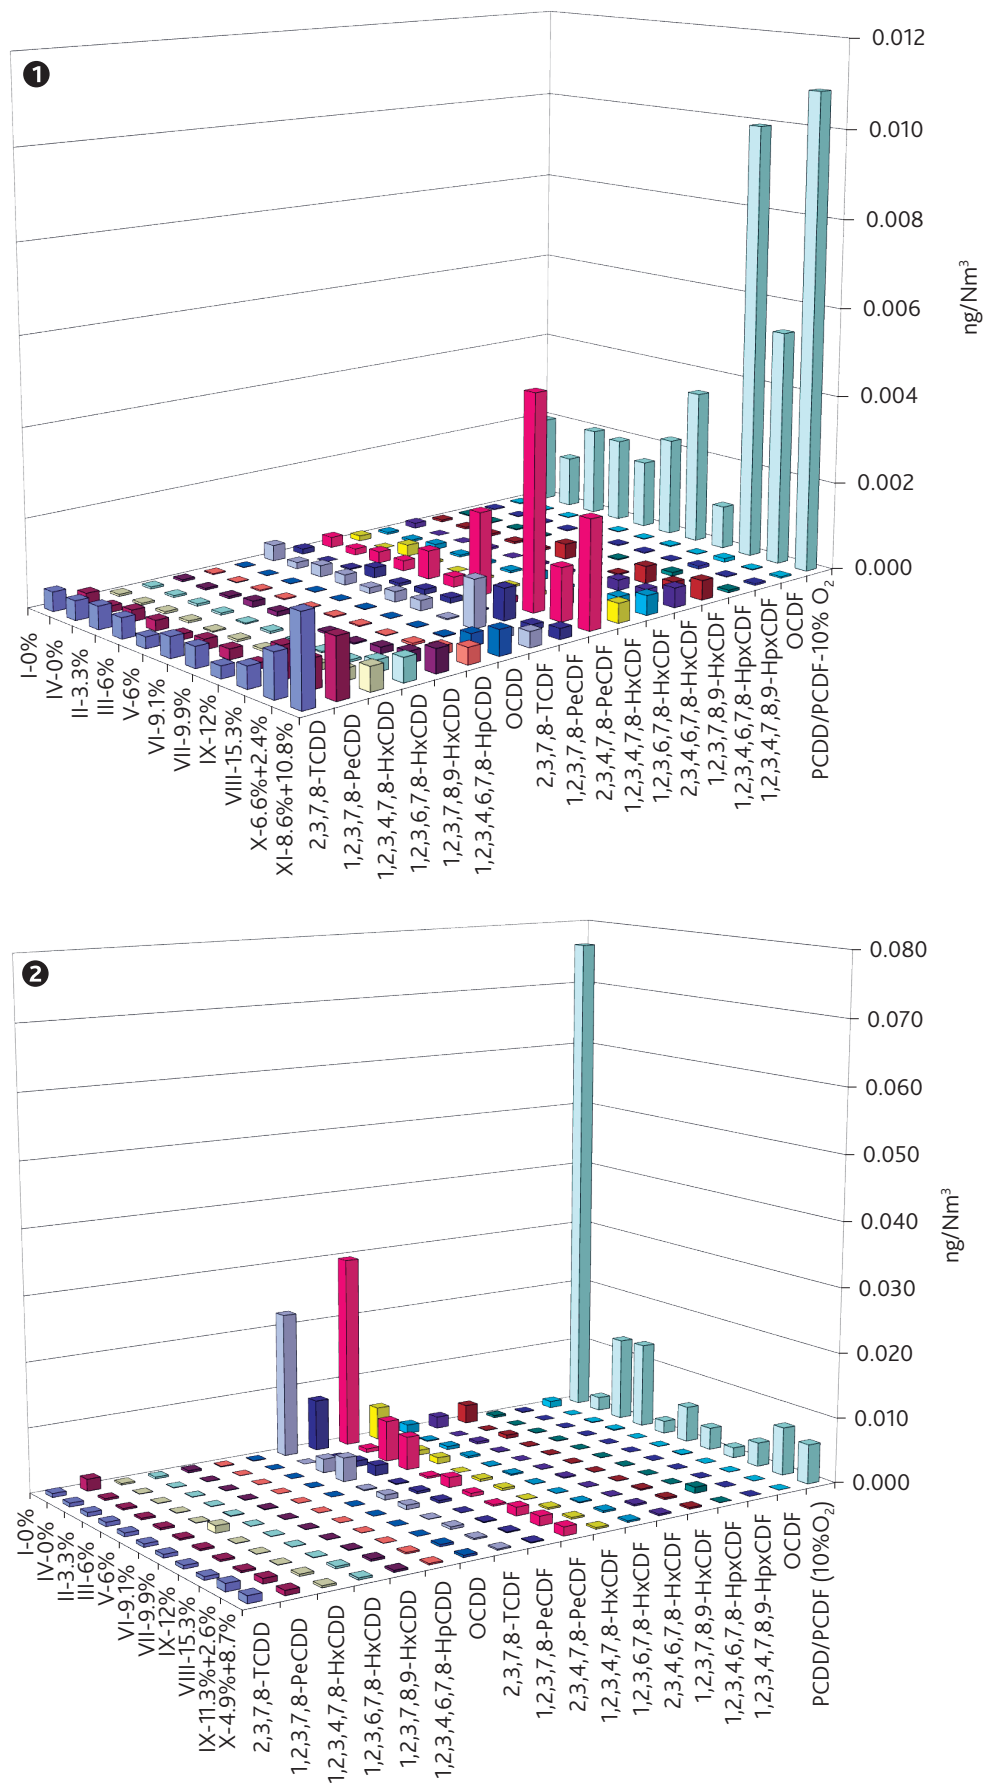 1
0.012
0.010
0.008
0.006
0.004
0.002
0.000
ng/Nm³
I-0%
IV-0%
II-3.3%
III-6%
V-6%
VI-9.1%
VII-9.9%
IX-12%
VIII-15.3%
X-6.6%+2.4%
XI-8.6%+10.8%
2,3,7,8-TCDD
1,2,3,7,8-PeCDD
1,2,3,4,7,8-HxCDD
1,2,3,6,7,8-HxCDD
1,2,3,7,8,9-HxCDD
1,2,3,4,6,7,8-HpCDD
OCDD
2,3,7,8-TCDF
1,2,3,7,8-PeCDF
2,3,4,7,8-PeCDF
1,2,3,4,7,8-HxCDF
1,2,3,6,7,8-HxCDF
2,3,4,6,7,8-HxCDF
1,2,3,7,8,9-HxCDF
1,2,3,4,6,7,8-HpxCDF
1,2,3,4,7,8,9-HpxCDF
OCDF
PCDD/PCDF-10% O₂
2
0.080
0.070
0.060
0.050
0.040
0.030
0.020
0.010
0.000
ng/Nm³
I-0%
IV-0%
II-3.3%
III-6%
V-6%
VI-9.1%
VII-9.9%
IX-12%
VIII-15.3%
IX-11.3%+2.6%
X-4.9%+8.7%
2,3,7,8-TCDD
1,2,3,7,8-PeCDD
1,2,3,4,7,8-HxCDD
1,2,3,6,7,8-HxCDD
1,2,3,7,8,9-HxCDD
1,2,3,4,6,7,8-HpCDD
OCDD
2,3,7,8-TCDF
1,2,3,7,8-PeCDF
2,3,4,7,8-PeCDF
1,2,3,4,7,8-HxCDF
1,2,3,6,7,8-HxCDF
2,3,4,6,7,8-HxCDF
1,2,3,7,8,9-HxCDF
1,2,3,4,6,7,8-HpxCDF
1,2,3,4,7,8,9-HpxCDF
OCDF
PCDD/PCDF (10%O₂)